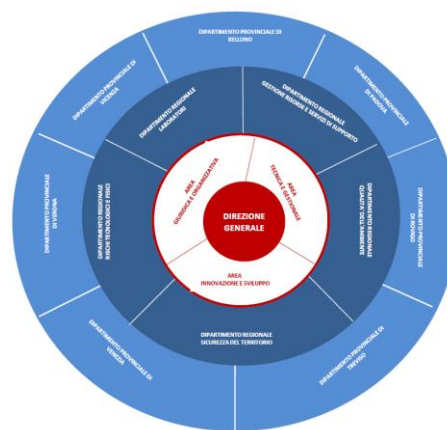 DIPARTIMENTO PROVINCIALE DI
BELLUNO
DIPARTIMENTO PROVINCIALE DI
VICENZA
DIPARTIMENTO PROVINCIALE
DI PADOVA
DIPARTIMENTO REGIONALE
LABORATORI
DIPARTIMENTO REGIONALE
GESTIONE RISORSE E SERVIZI DI SUPPORTO
AREA
GIURIDICA E ORGANIZZATIVA
AREA
TECNICA E GESTIONALE
DIPARTIMENTO PROVINCIALE
DI VERONA
DIPARTIMENTO REGIONALE
RISCHI TECNOLOGICI E FISICI
DIREZIONE
GENERALE
DIPARTIMENTO REGIONALE
QUALITÀ DELL'AMBIENTE
DIPARTIMENTO PROVINCIALE
DI ROVIGO
AREA
INNOVAZIONE E SVILUPPO
DIPARTIMENTO REGIONALE
SICUREZZA DEL TERRITORIO
DIPARTIMENTO PROVINCIALE DI
VENEZIA
DIPARTIMENTO PROVINCIALE DI
TREVISO